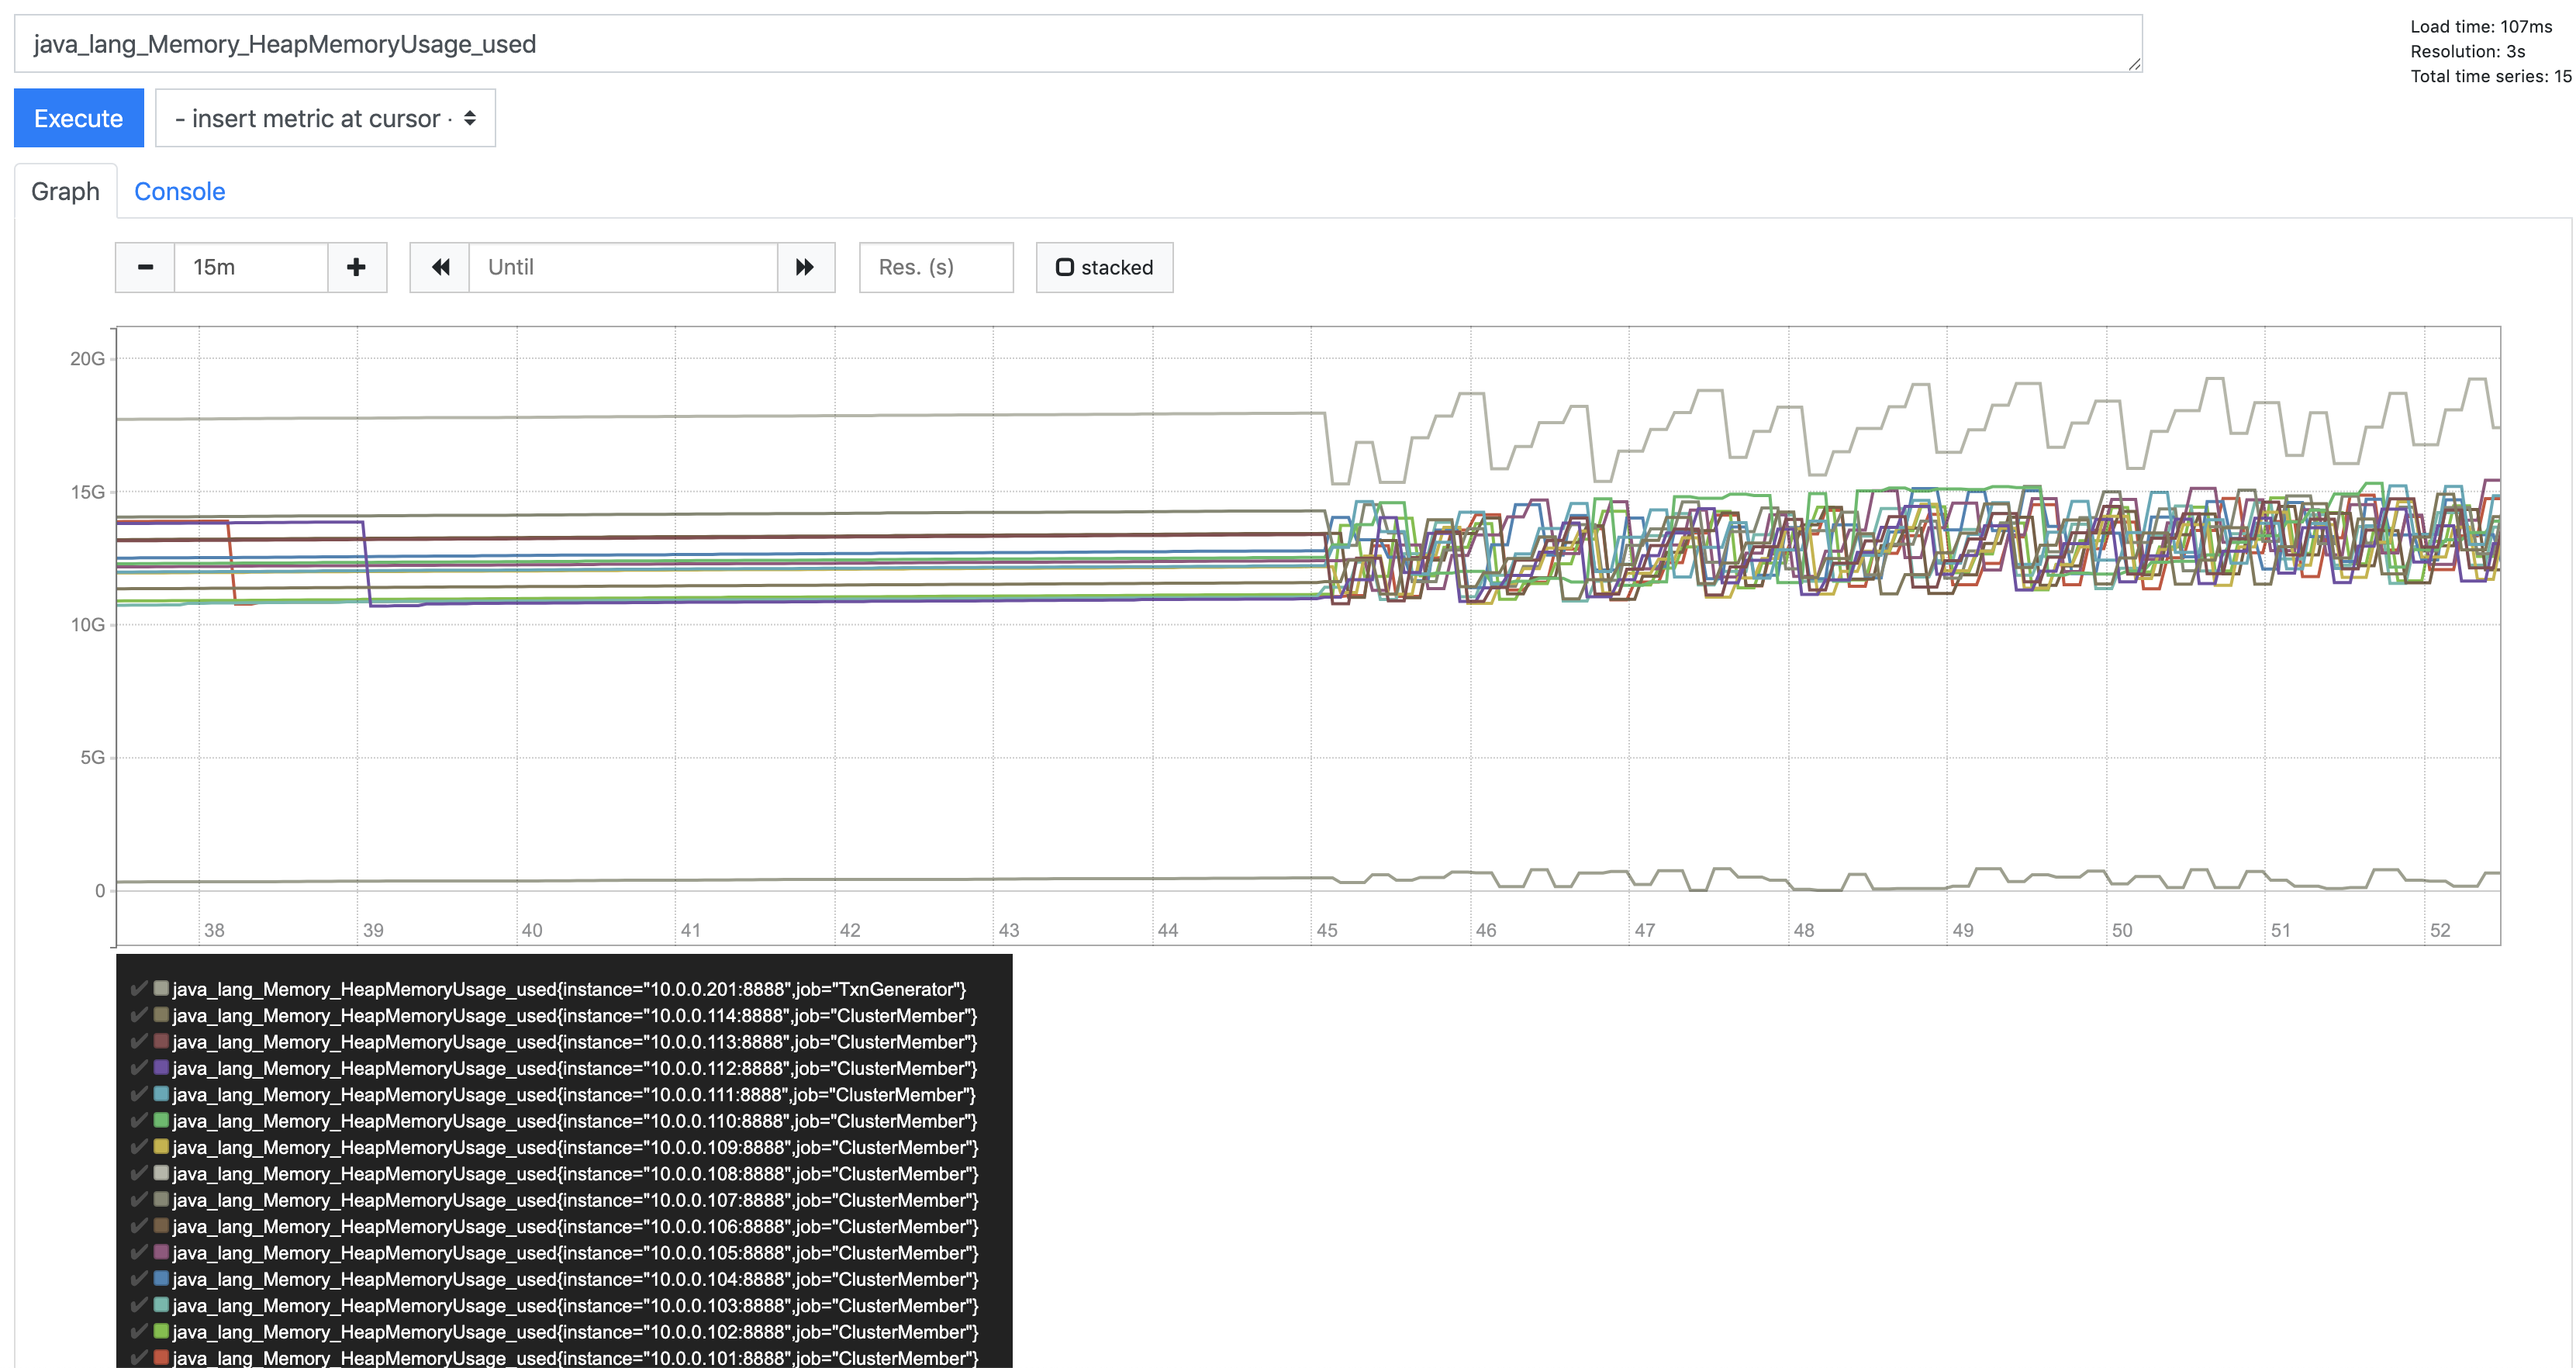 java_lang_Memory_HeapMemoryUsage_used
Load time: 107ms
Resolution: 3s
Total time series: 15
Execute
- insert metric at cursor ·
Graph
Console
15m
Until
Res. (s)
stacked
20G
15G
10G
5G
0
38 39 40 41 42 43 44 45 46 47 48 49 50 51 52
java_lang_Memory_HeapMemoryUsage_used{instance="10.0.0.201:8888",job="TxnGenerator"}
java_lang_Memory_HeapMemoryUsage_used{instance="10.0.0.114:8888",job="ClusterMember"}
java_lang_Memory_HeapMemoryUsage_used{instance="10.0.0.113:8888",job="ClusterMember"}
java_lang_Memory_HeapMemoryUsage_used{instance="10.0.0.112:8888",job="ClusterMember"}
java_lang_Memory_HeapMemoryUsage_used{instance="10.0.0.111:8888",job="ClusterMember"}
java_lang_Memory_HeapMemoryUsage_used{instance="10.0.0.110:8888",job="ClusterMember"}
java_lang_Memory_HeapMemoryUsage_used{instance="10.0.0.109:8888",job="ClusterMember"}
java_lang_Memory_HeapMemoryUsage_used{instance="10.0.0.108:8888",job="ClusterMember"}
java_lang_Memory_HeapMemoryUsage_used{instance="10.0.0.107:8888",job="ClusterMember"}
java_lang_Memory_HeapMemoryUsage_used{instance="10.0.0.106:8888",job="ClusterMember"}
java_lang_Memory_HeapMemoryUsage_used{instance="10.0.0.105:8888",job="ClusterMember"}
java_lang_Memory_HeapMemoryUsage_used{instance="10.0.0.104:8888",job="ClusterMember"}
java_lang_Memory_HeapMemoryUsage_used{instance="10.0.0.103:8888",job="ClusterMember"}
java_lang_Memory_HeapMemoryUsage_used{instance="10.0.0.102:8888",job="ClusterMember"}
java_lang_Memory_HeapMemoryUsage_used{instance="10.0.0.101:8888",job="ClusterMember"}